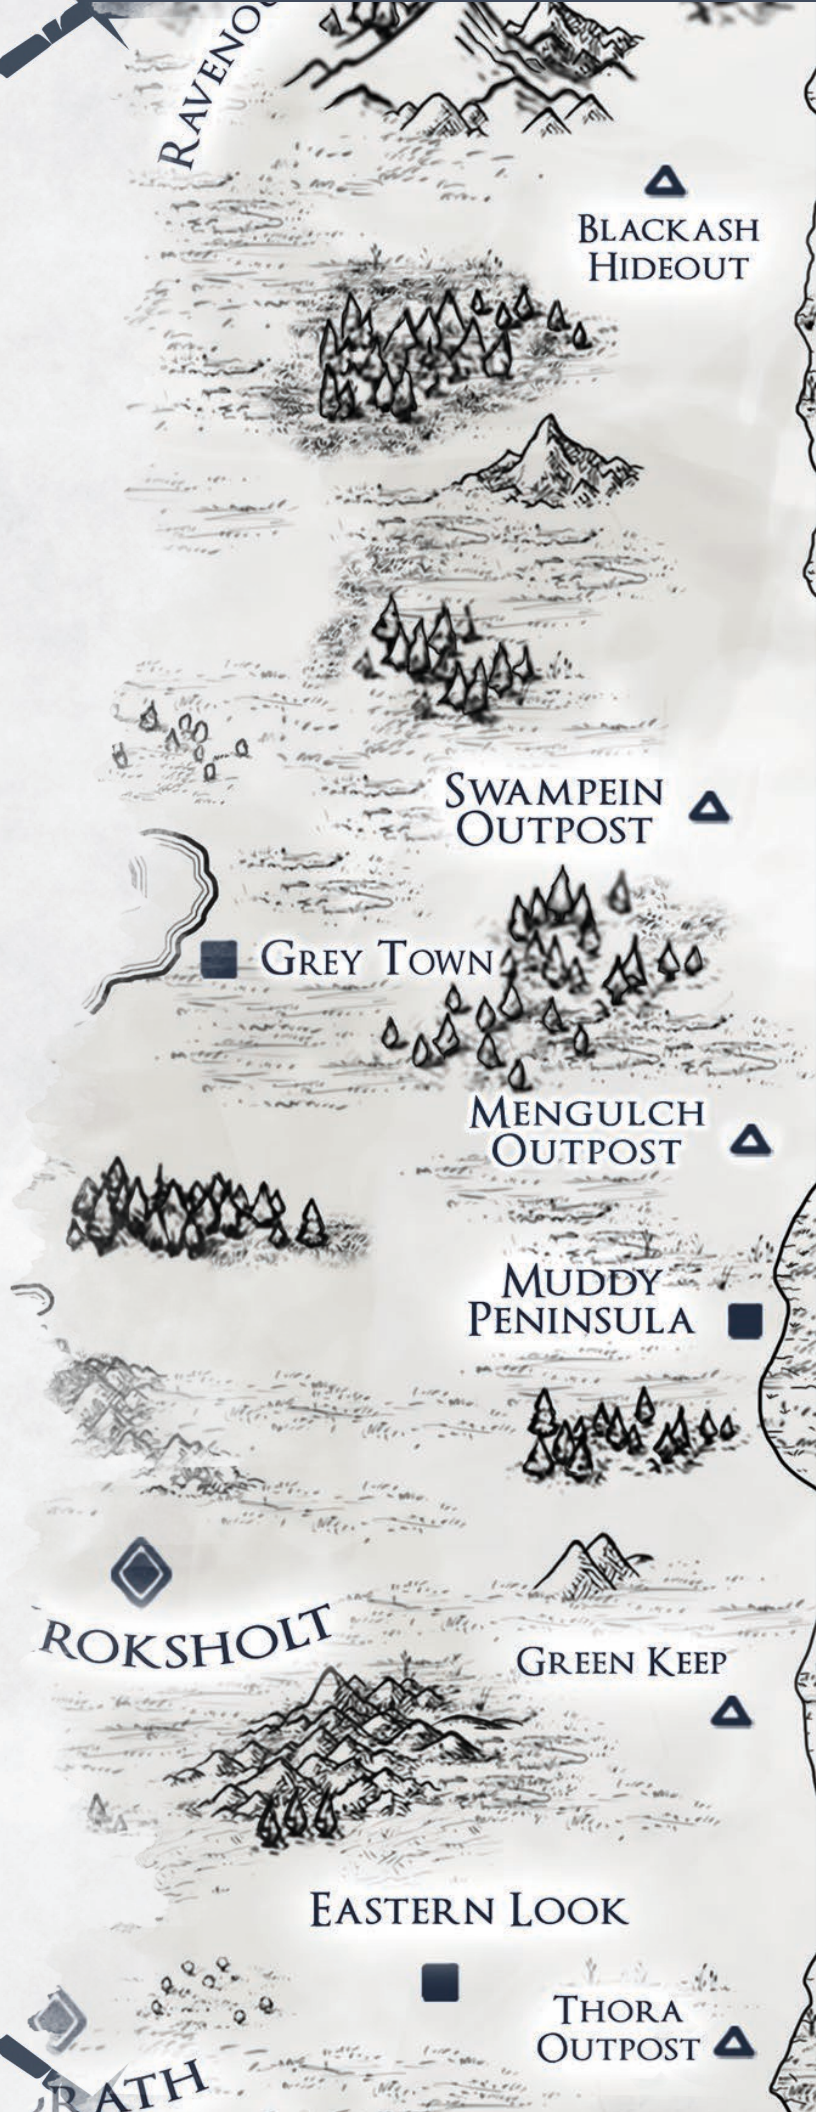 BLACKASH
HIDEOUT
SWAMPEIN
OUTPOST
GREY TOWN
MENGULCH
OUTPOST
MUDDY
PENINSULA
ROKSHOLT
GREEN KEEP
EASTERN LOOK
THORA
OUTPOST